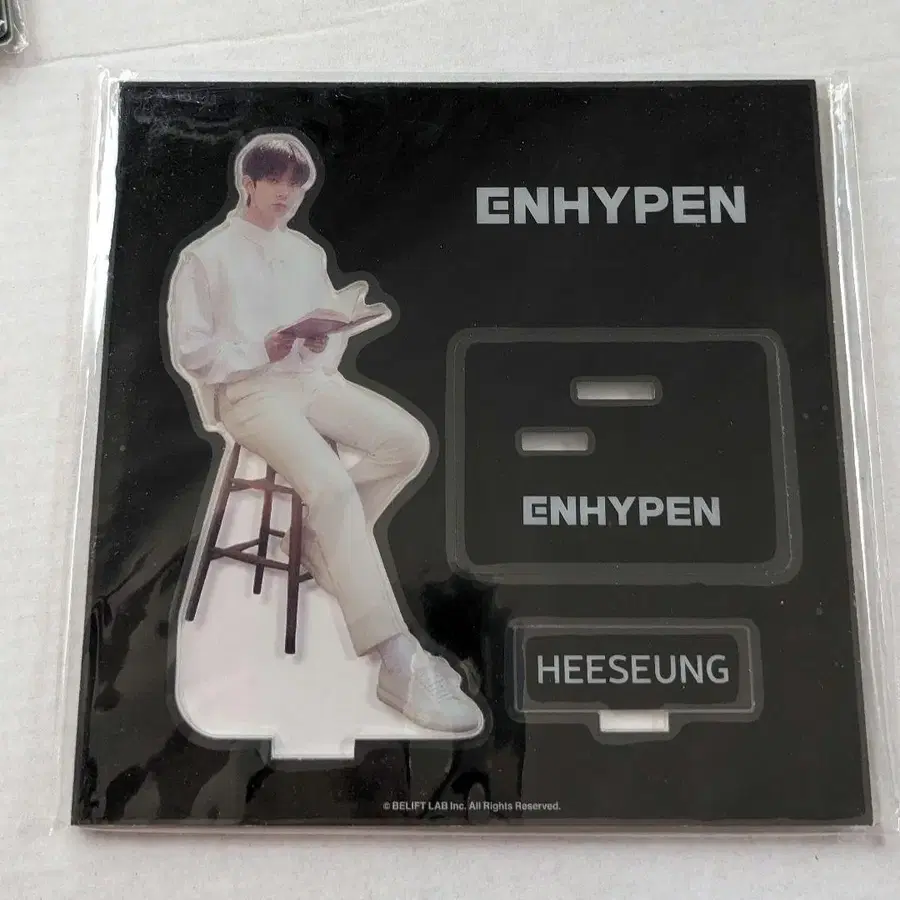 ENHYPEN
ENHYPEN
HEESEUNG
© BELIFT LAB Inc. All Rights Reserved.